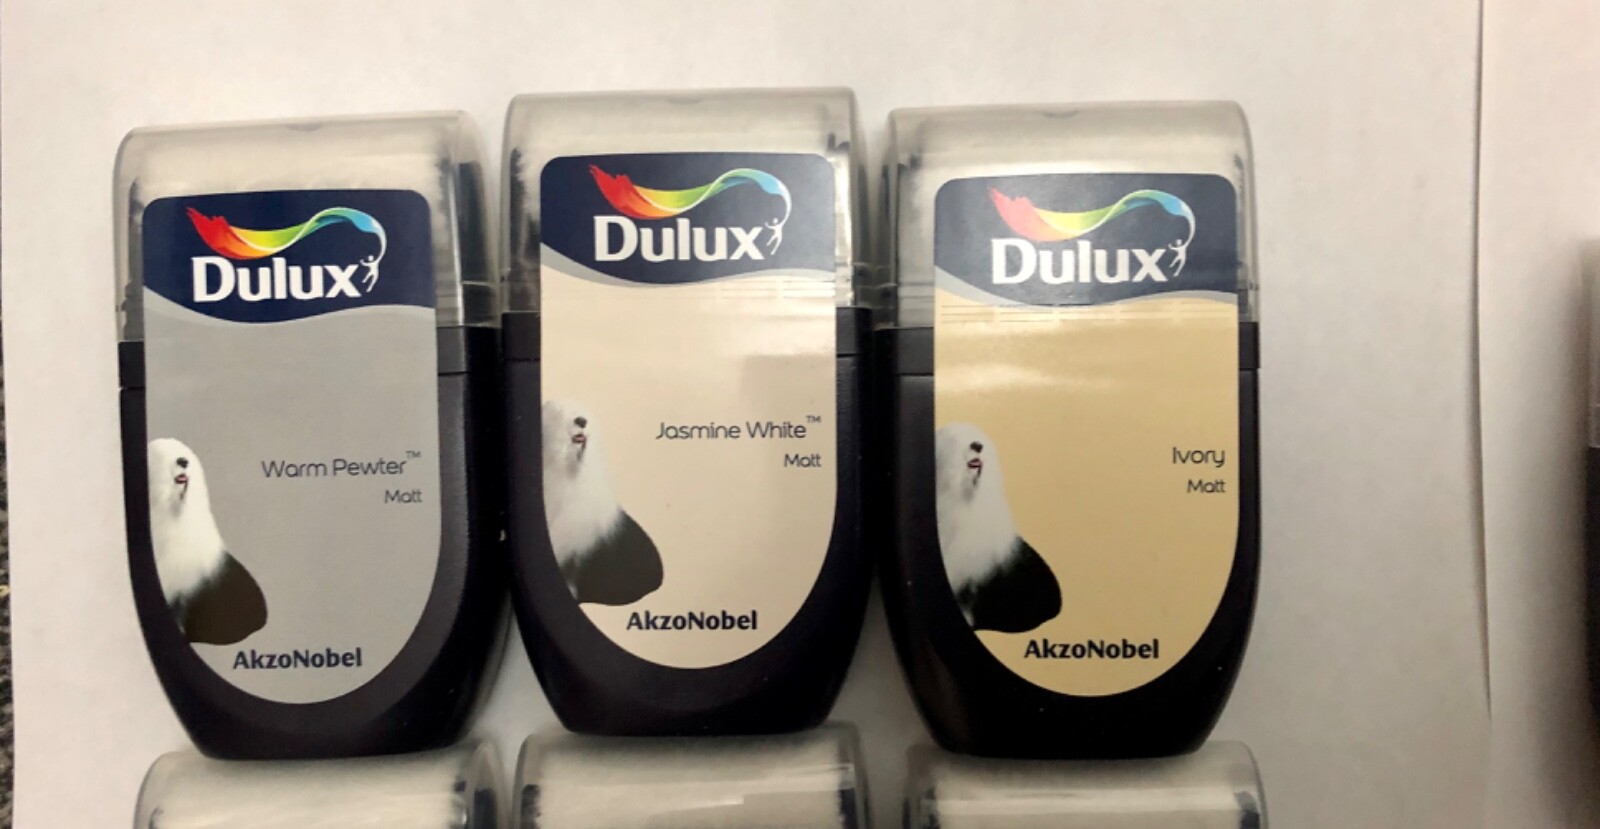 Dulux
Warm Pewter™
Matt
AkzoNobel
Dulux
Jasmine White™
Matt
AkzoNobel
Dulux
Ivory
Matt
AkzoNobel